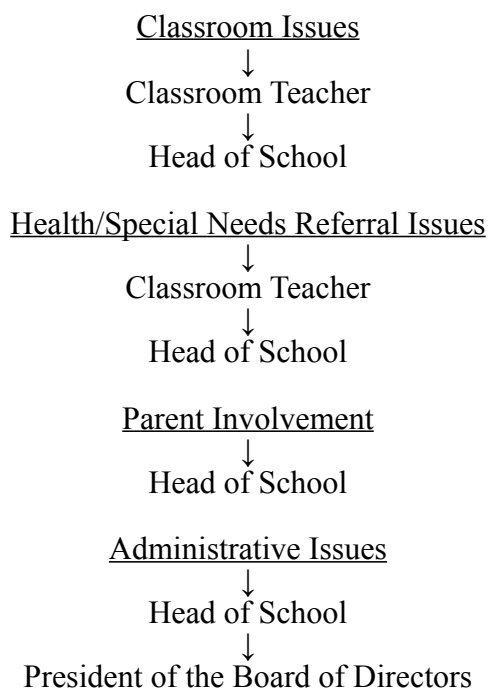 Classroom Issues
↓
Classroom Teacher
↓
Head of School
Health/Special Needs Referral Issues
↓
Classroom Teacher
↓
Head of School
Parent Involvement
↓
Head of School
Administrative Issues
↓
Head of School
↓
President of the Board of Directors